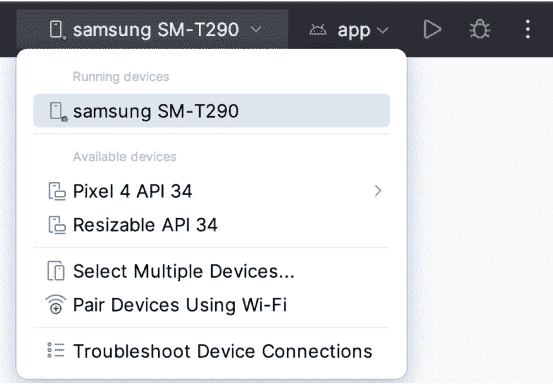 samsung SM-T290 app
Running devices
samsung SM-T290
Available devices
Pixel 4 API 34
Resizable API 34
Select Multiple Devices...
Pair Devices Using Wi-Fi
Troubleshoot Device Connections